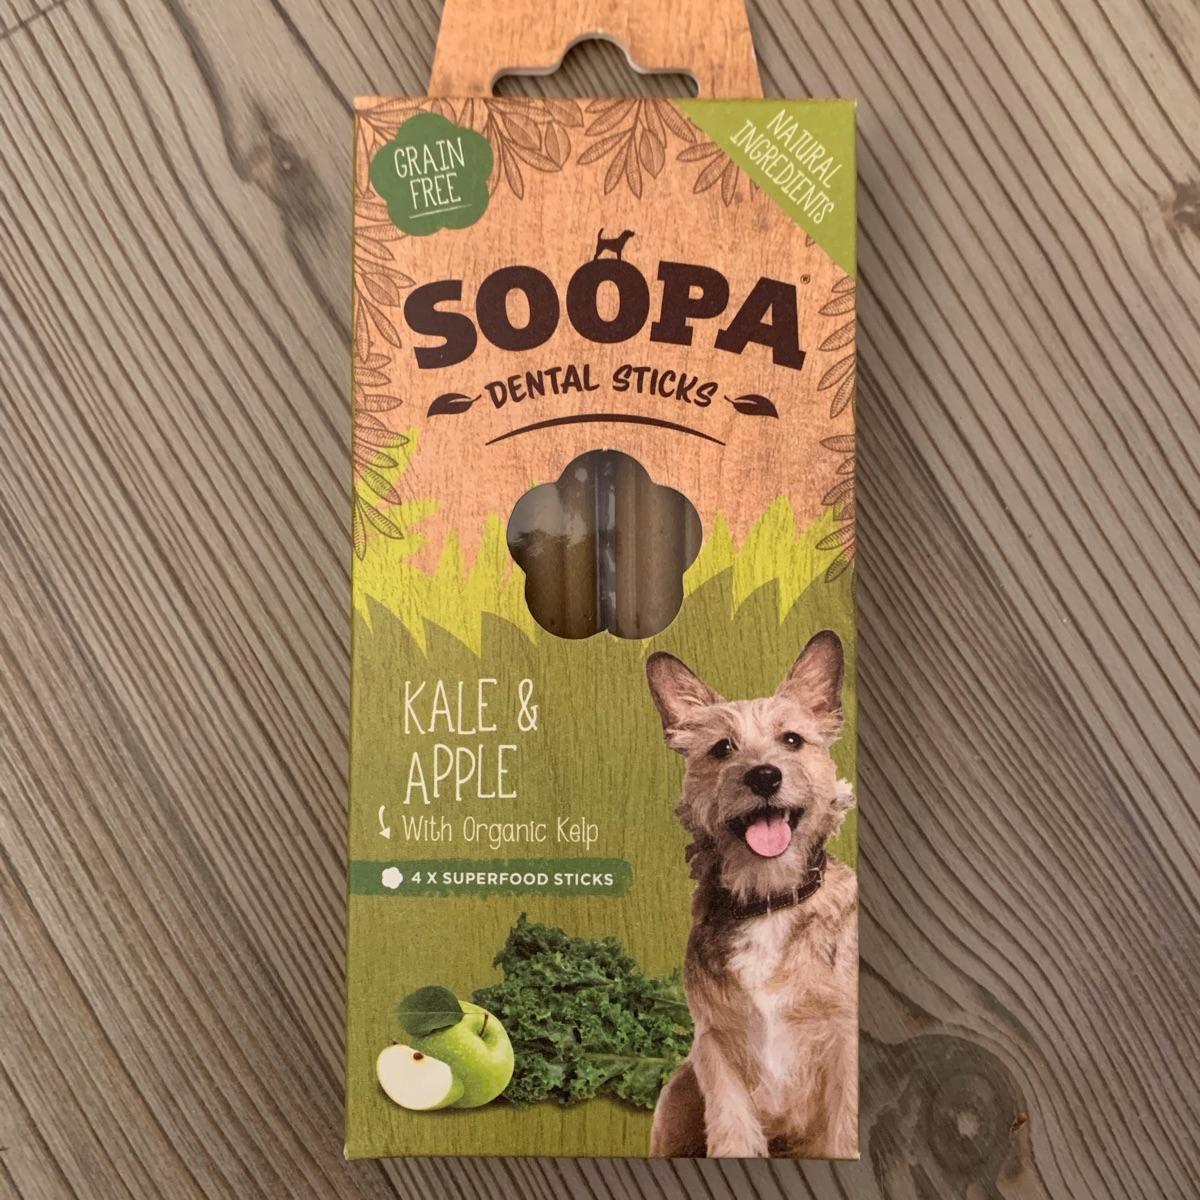 GRAIN
FREE
NATURAL
INGREDIENTS
SOOPA®
DENTAL STICKS
KALE &
APPLE
With Organic Kelp
4 X SUPERFOOD STICKS